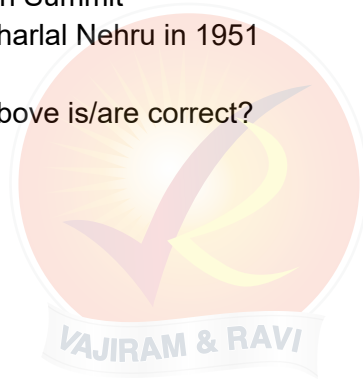 Summit
harlal Nehru in 1951
bove is/are correct?
VAJIRAM & RAVI